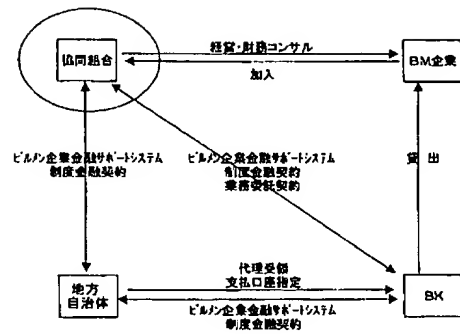 経営・財務コンサル
協同組合
BM企業
加入
ﾋﾞﾙﾒﾝ企業金融ｻﾎﾟｰﾄｼｽﾃﾑ
制度金融契約
ﾋﾞﾙﾒﾝ企業金融ｻﾎﾟｰﾄｼｽﾃﾑ
制度金融契約
業務委託契約
貸出
代理受領
支払口座指定
地方
自治体
BK
ﾋﾞﾙﾒﾝ企業金融ｻﾎﾟｰﾄｼｽﾃﾑ
制度金融契約